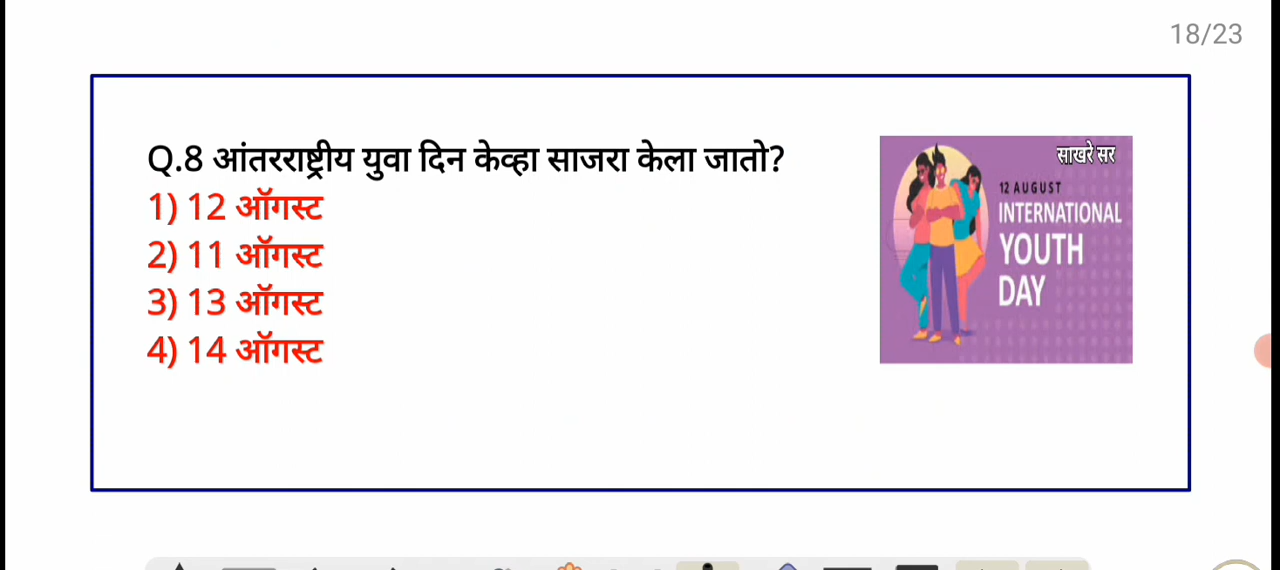 18/23
Q.8 आंतरराष्ट्रीय युवा दिन केव्हा साजरा केला जातो?
1) 12 ऑगस्ट
2) 11 ऑगस्ट
3) 13 ऑगस्ट
4) 14 ऑगस्ट
साखरे सर
12 AUGUST
INTERNATIONAL
YOUTH
DAY